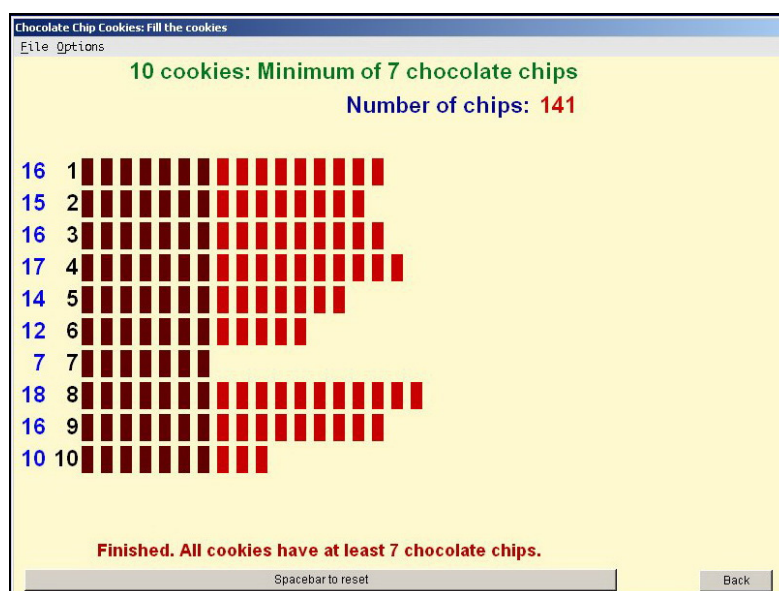 Chocolate Chip Cookies: Fill the cookies
File Options
10 cookies: Minimum of 7 chocolate chips
Number of chips: 141
16 1
15 2
16 3
17 4
14 5
12 6
7 7
18 8
16 9
10 10
Finished. All cookies have at least 7 chocolate chips.
Spacebar to reset Back